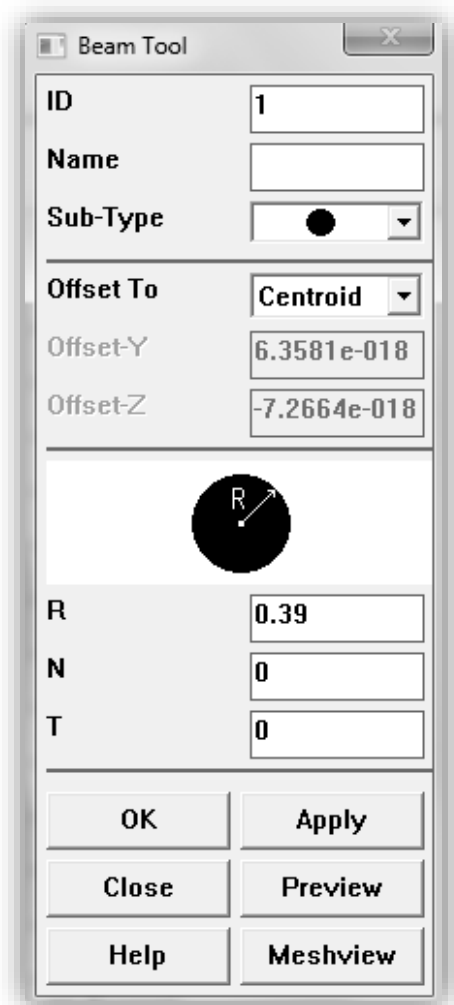 Beam Tool
ID 1
Name
Sub-Type
Offset To Centroid
Offset-Y 6.3581e-018
Offset-Z -7.2664e-018
R
R 0.39
N 0
T 0
OK Apply
Close Preview
Help Meshview